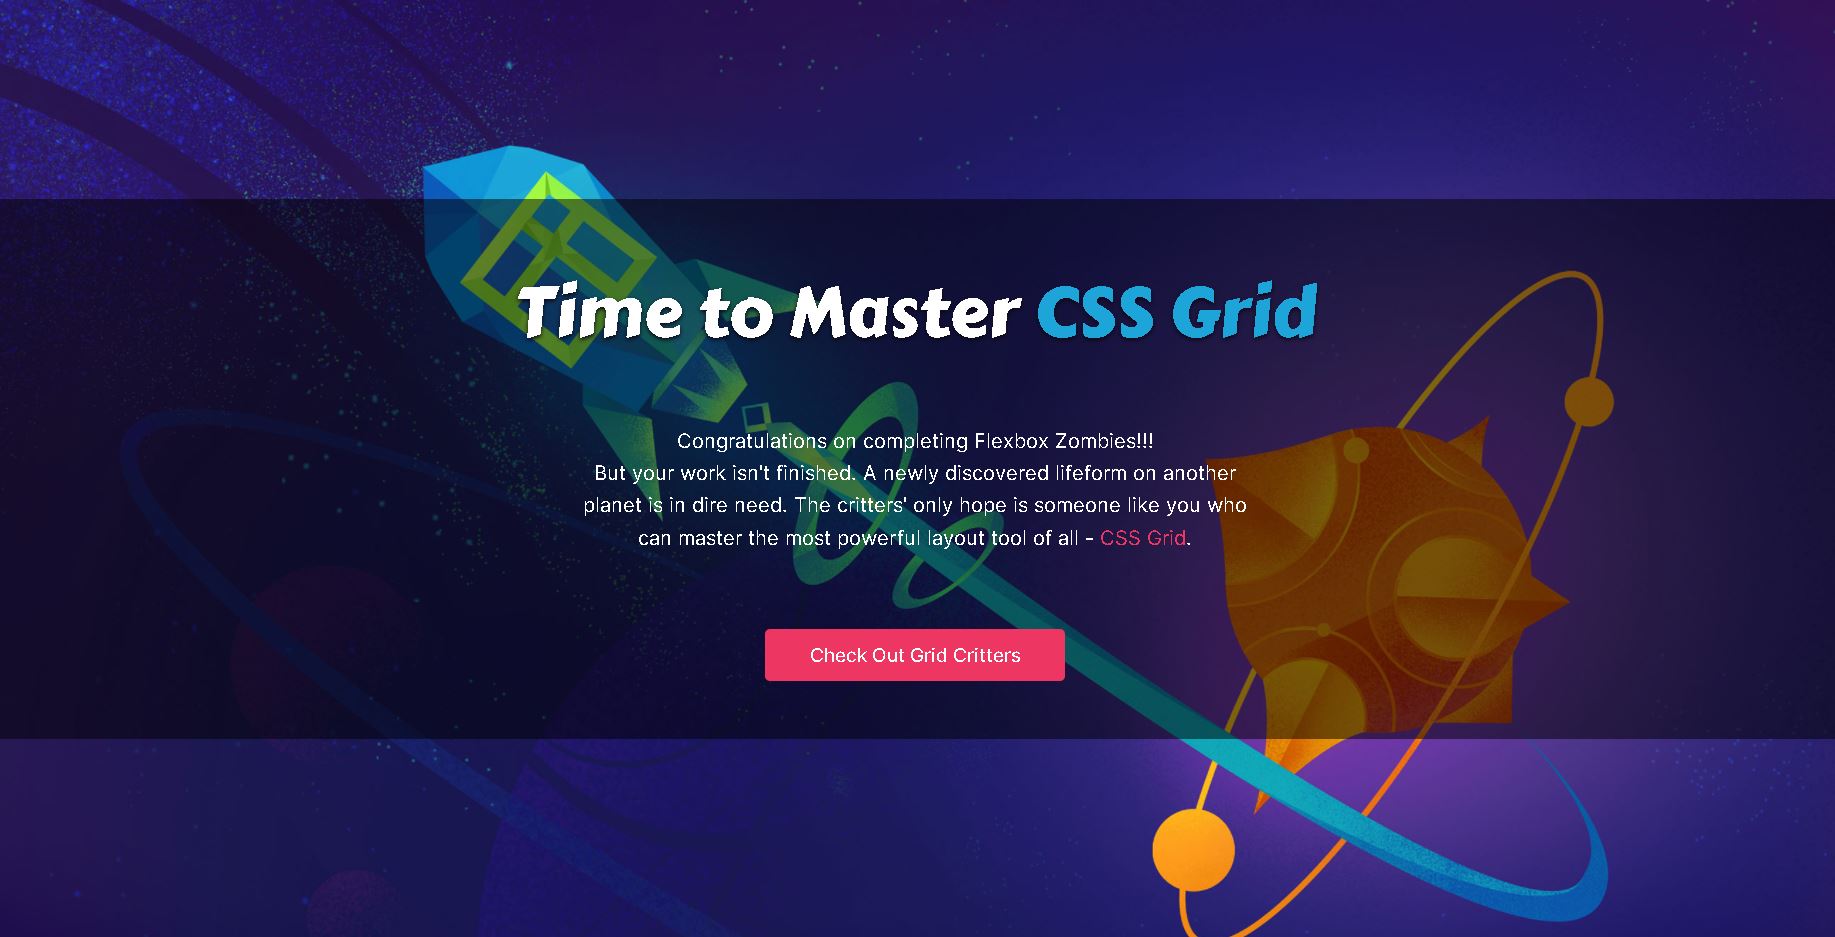 Time to Master CSS Grid
Congratulations on completing Flexbox Zombies!!!
But your work isn't finished. A newly discovered lifeform on another
planet is in dire need. The critters' only hope is someone like you who
can master the most powerful layout tool of all - CSS Grid.
Check Out Grid Critters